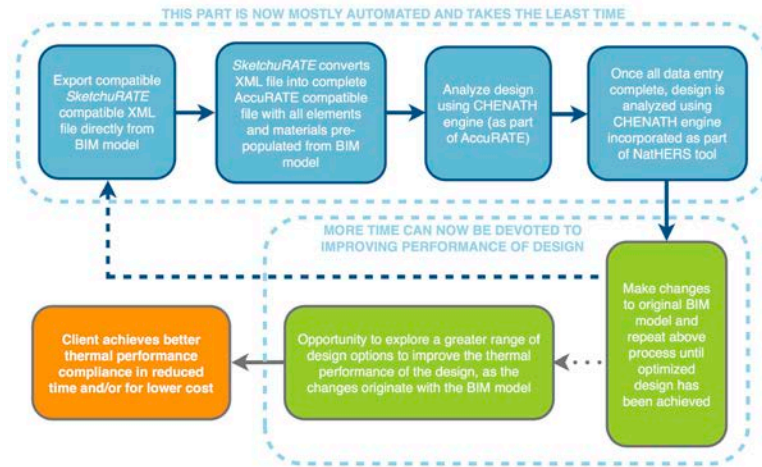 THIS PART IS NOW MOSTLY AUTOMATED AND TAKES THE LEAST TIME
Export compatible
SketchuRATE
compatible XML
file directly from
BIM model
SketchuRATE converts
XML file into complete
AccuRATE compatible
file with all elements
and materials pre-
populated from BIM
model
Analyze design
using CHENATH
engine (as part
of AccuRATE)
Once all data entry
complete, design is
analyzed using
CHENATH engine
incorporated as part
of NatHERS tool
MORE TIME CAN NOW BE DEVOTED TO
IMPROVING PERFORMANCE OF DESIGN
Make changes
to original BIM
model and
repeat above
process until
optimized
design has
been achieved
Opportunity to explore a greater range of
design options to improve the thermal
performance of the design, as the
changes originate with the BIM model
Client achieves better
thermal performance
compliance in reduced
time and/or for lower cost